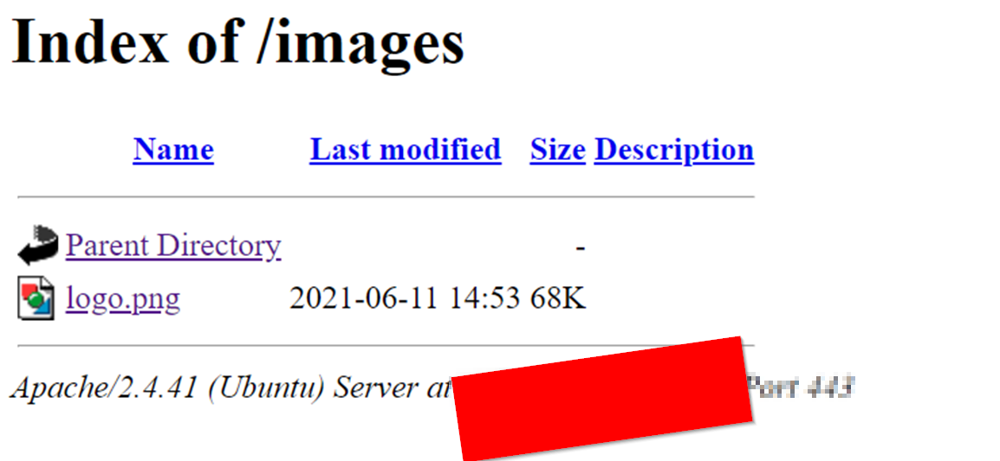 Index of /images
Name Last modified Size Description
Parent Directory -
logo.png 2021-06-11 14:53 68K
Apache/2.4.41 (Ubuntu) Server at Port 443